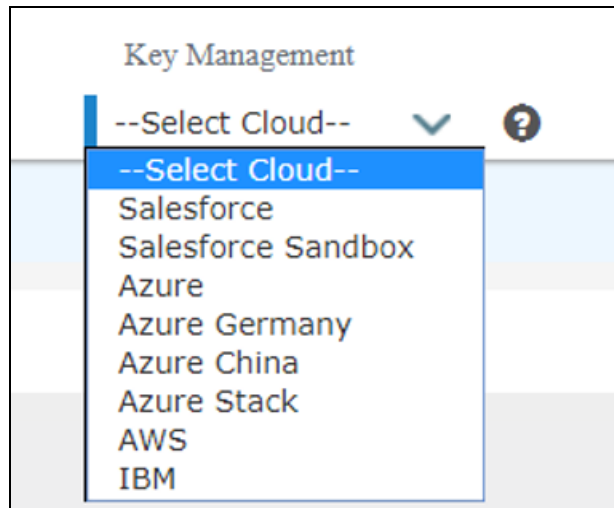 Key Management
--Select Cloud--
?
--Select Cloud--
Salesforce
Salesforce Sandbox
Azure
Azure Germany
Azure China
Azure Stack
AWS
IBM